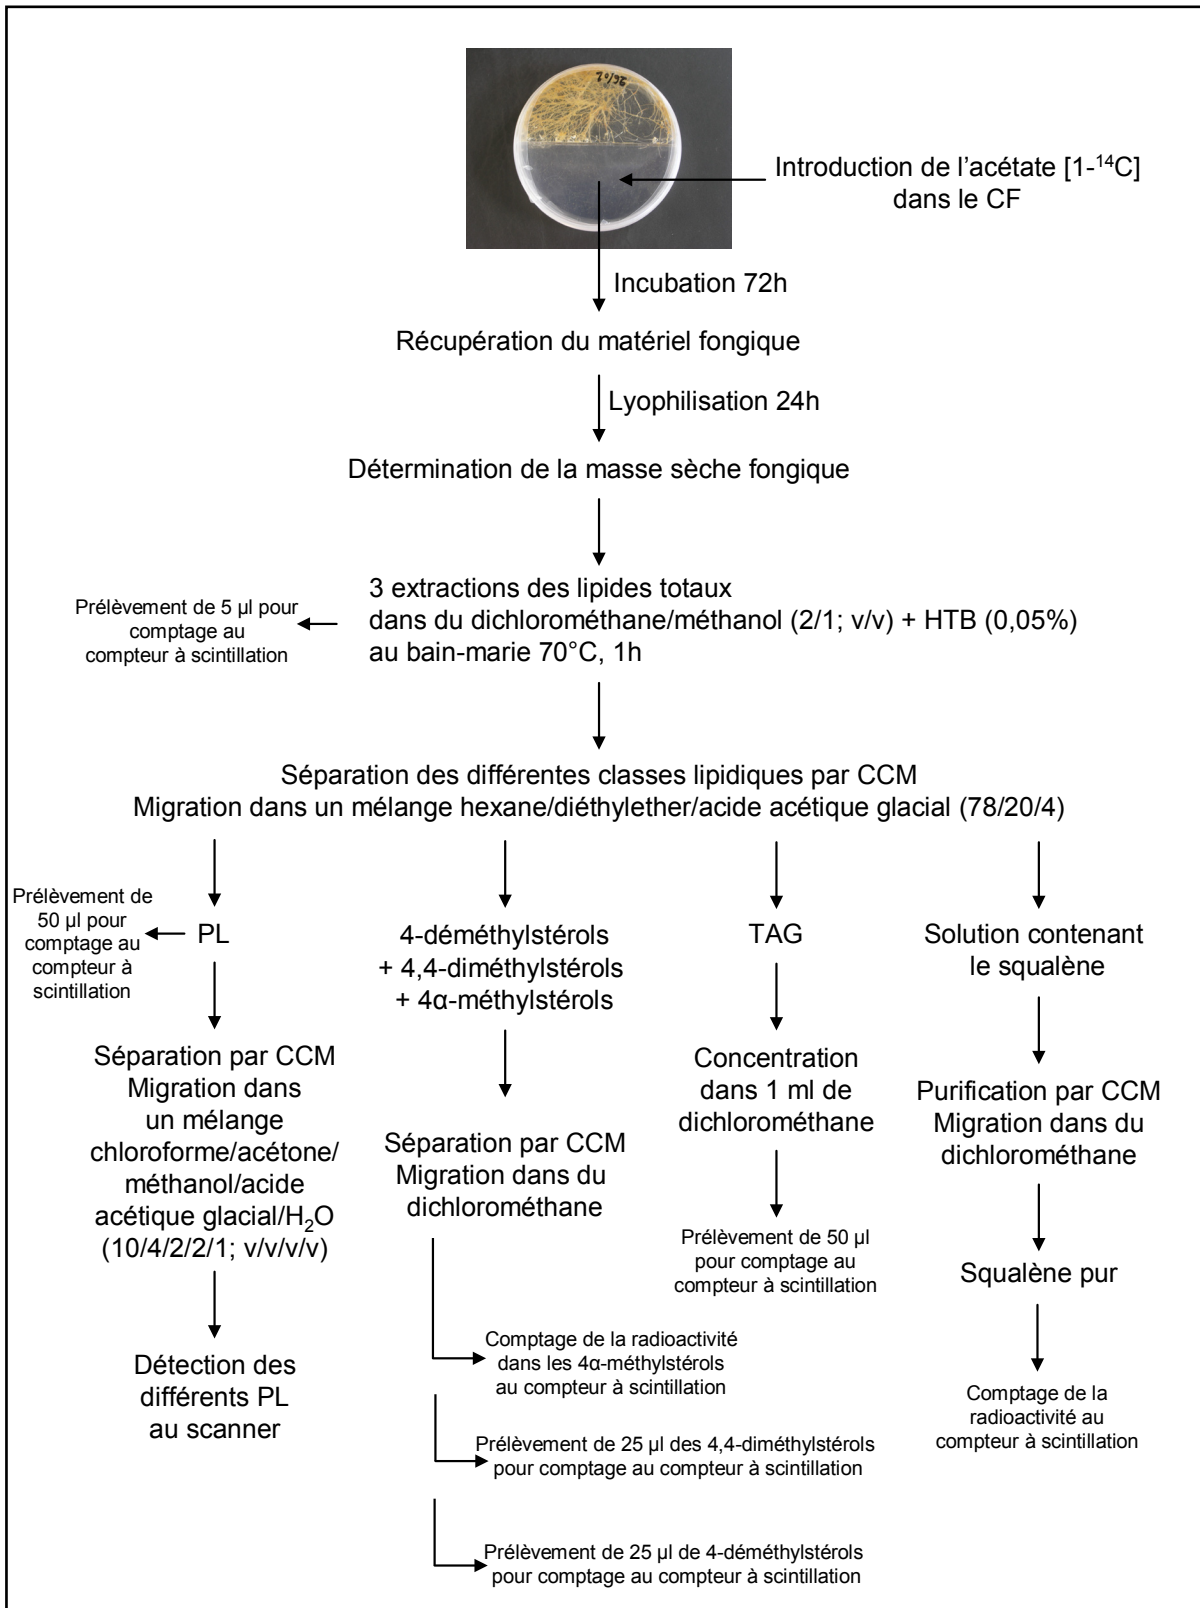 26/02
Introduction de l’acétate [1-¹⁴C]
dans le CF
Incubation 72h
Récupération du matériel fongique
Lyophilisation 24h
Détermination de la masse sèche fongique
3 extractions des lipides totaux
dans du dichlorométhane/méthanol (2/1; v/v) + HTB (0,05%)
au bain-marie 70°C, 1h
Prélèvement de 5 µl pour
comptage au
compteur à scintillation
Séparation des différentes classes lipidiques par CCM
Migration dans un mélange hexane/diéthylether/acide acétique glacial (78/20/4)
Prélèvement de
50 µl pour
comptage au
compteur à
scintillation
PL
Séparation par CCM
Migration dans
un mélange
chloroforme/acétone/
méthanol/acide
acétique glacial/H₂O
(10/4/2/2/1; v/v/v/v)
Détection des
différents PL
au scanner
4-déméthylstérols
+ 4,4-diméthylstérols
+ 4α-méthylstérols
Séparation par CCM
Migration dans du
dichlorométhane
Comptage de la radioactivité
dans les 4α-méthylstérols
au compteur à scintillation
Prélèvement de 25 µl des 4,4-diméthylstérols
pour comptage au compteur à scintillation
Prélèvement de 25 µl de 4-déméthylstérols
pour comptage au compteur à scintillation
TAG
Concentration
dans 1 ml de
dichlorométhane
Prélèvement de 50 µl
pour comptage au
compteur à scintillation
Solution contenant
le squalène
Purification par CCM
Migration dans du
dichlorométhane
Squalène pur
Comptage de la
radioactivité au
compteur à scintillation